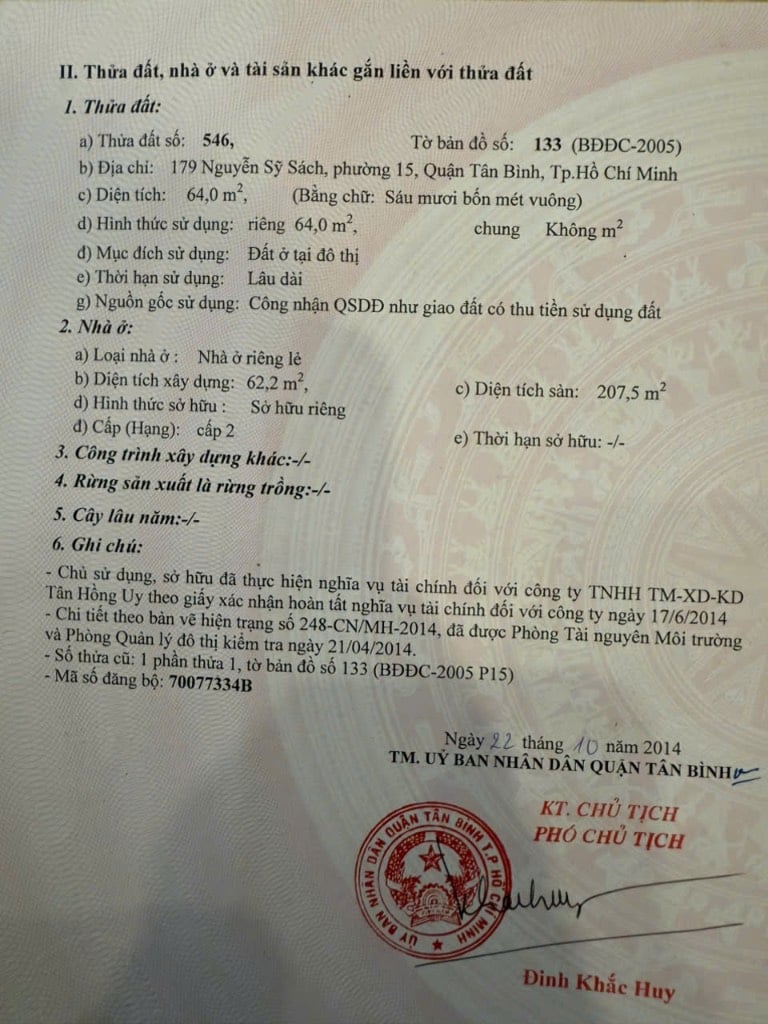 II. Thửa đất, nhà ở và tài sản khác gắn liền với thửa đất
1. Thửa đất:
a) Thửa đất số: 546, Tờ bản đồ số: 133 (BĐĐC-2005)
b) Địa chỉ: 179 Nguyễn Sỹ Sách, phường 15, Quận Tân Bình, Tp.Hồ Chí Minh
c) Diện tích: 64,0 m², (Bằng chữ: Sáu mươi bốn mét vuông)
d) Hình thức sử dụng: riêng 64,0 m², chung Không m²
đ) Mục đích sử dụng: Đất ở tại đô thị
e) Thời hạn sử dụng: Lâu dài
g) Nguồn gốc sử dụng: Công nhận QSDĐ như giao đất có thu tiền sử dụng đất
2. Nhà ở:
a) Loại nhà ở : Nhà ở riêng lẻ
b) Diện tích xây dựng: 62,2 m², c) Diện tích sàn: 207,5 m²
d) Hình thức sở hữu : Sở hữu riêng
đ) Cấp (Hạng): cấp 2 e) Thời hạn sở hữu: -/-
3. Công trình xây dựng khác:-/-
4. Rừng sản xuất là rừng trồng:-/-
5. Cây lâu năm:-/-
6. Ghi chú:
- Chủ sử dụng, sở hữu đã thực hiện nghĩa vụ tài chính đối với công ty TNHH TM-XD-KD
Tân Hồng Uy theo giấy xác nhận hoàn tất nghĩa vụ tài chính đối với công ty ngày 17/6/2014
- Chi tiết theo bản vẽ hiện trạng số 248-CN/MH-2014, đã được Phòng Tài nguyên Môi trường
và Phòng Quản lý đô thị kiểm tra ngày 21/04/2014.
- Số thửa cũ: 1 phần thửa 1, tờ bản đồ số 133 (BĐĐC-2005 P15)
- Mã số đăng bộ: 70077334B
Ngày 22 tháng 10 năm 2014
TM. UỶ BAN NHÂN DÂN QUẬN TÂN BÌNH
KT. CHỦ TỊCH
PHÓ CHỦ TỊCH
ỦY BAN NHÂN DÂN QUẬN TÂN BÌNH T.P HỒ CHÍ MINH
Đinh Khắc Huy